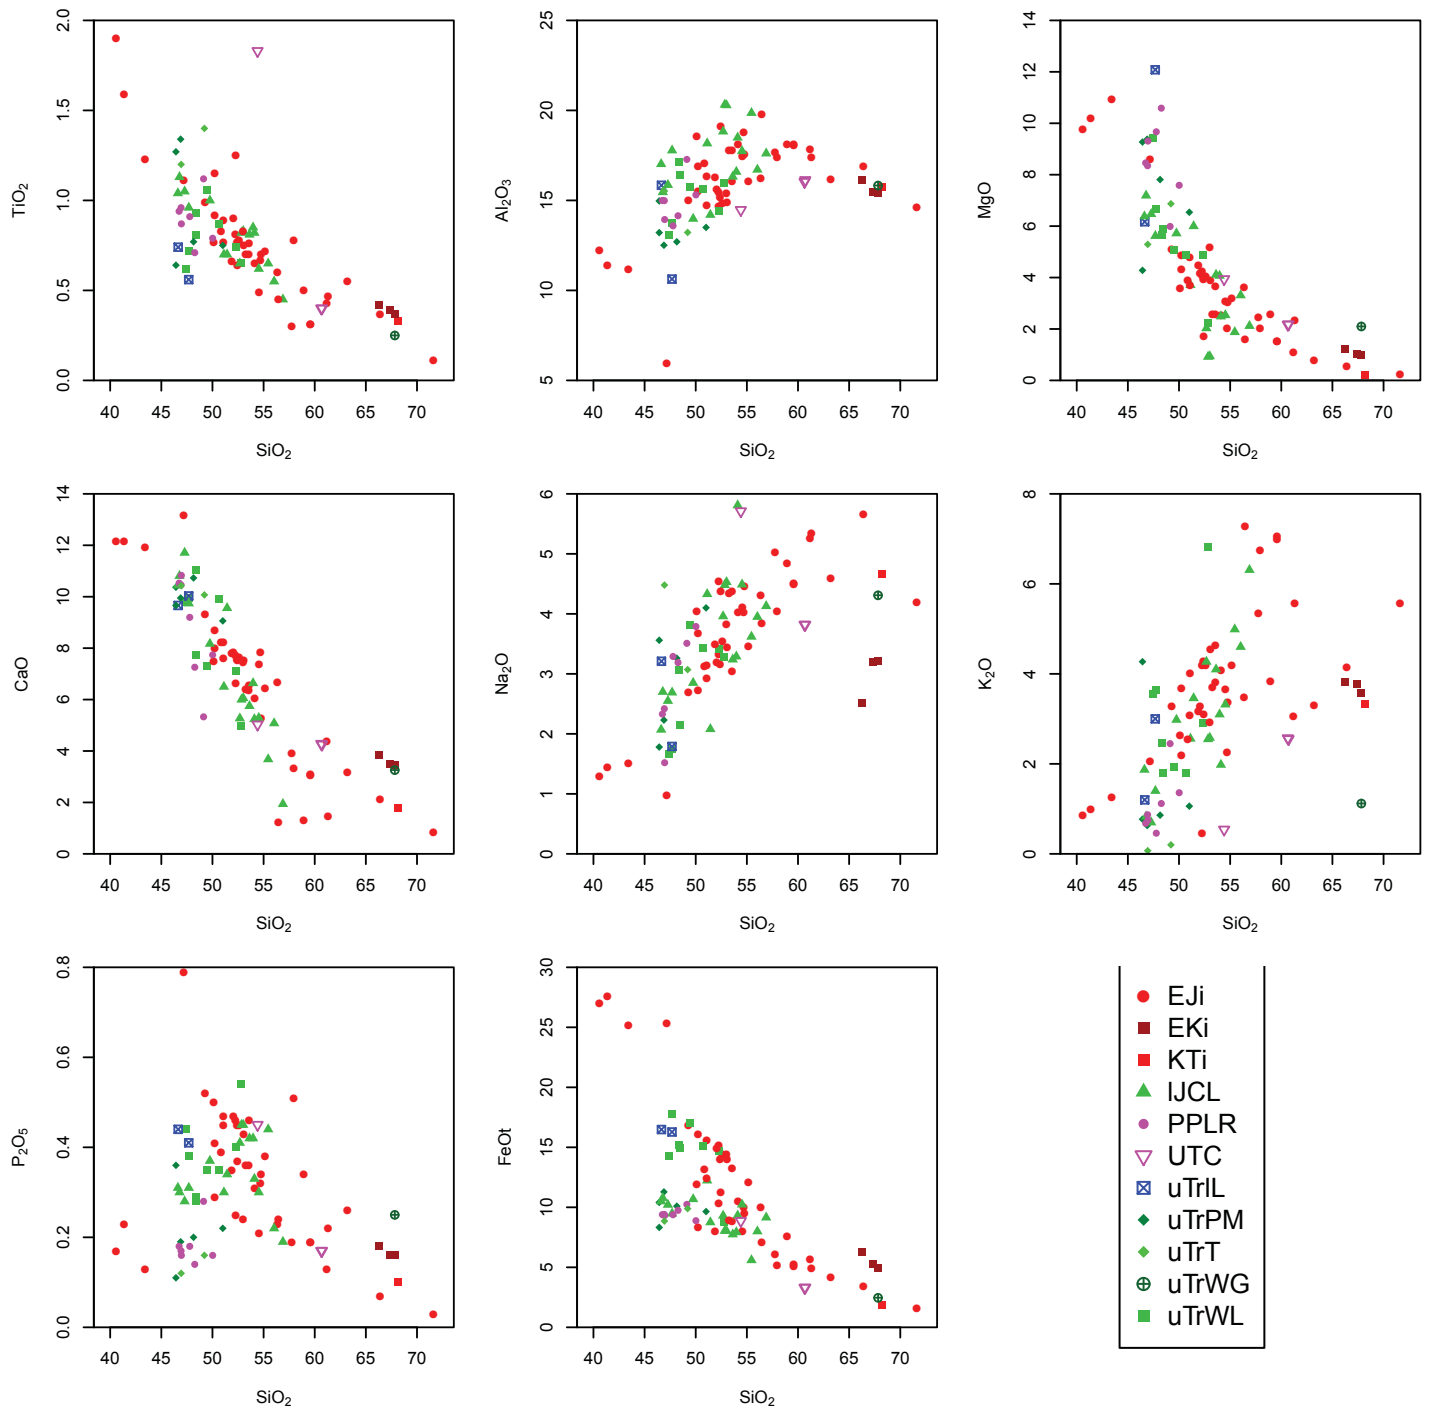 TiO2
0.0 0.5 1.0 1.5 2.0
40 45 50 55 60 65 70
SiO2
Al2O3
5 10 15 20 25
40 45 50 55 60 65 70
SiO2
MgO
0 2 4 6 8 10 12 14
40 45 50 55 60 65 70
SiO2
CaO
0 2 4 6 8 10 12 14
40 45 50 55 60 65 70
SiO2
Na2O
0 1 2 3 4 5 6
40 45 50 55 60 65 70
SiO2
K2O
0 2 4 6 8
40 45 50 55 60 65 70
SiO2
P2O5
0.0 0.2 0.4 0.6 0.8
40 45 50 55 60 65 70
SiO2
FeOt
0 5 10 15 20 25 30
40 45 50 55 60 65 70
SiO2
EJi
EKi
KTi
lJCL
PPLR
UTC
uTrIL
uTrPM
uTrT
uTrWG
uTrWL